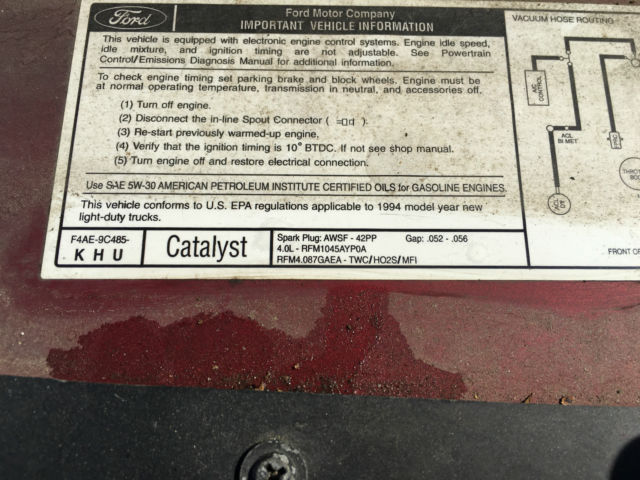 Ford
Ford Motor Company
IMPORTANT VEHICLE INFORMATION
This vehicle is equipped with electronic engine control systems. Engine idle speed,
idle mixture, and ignition timing are not adjustable. See Powertrain
Control/Emissions Diagnosis Manual for additional information.
To check engine timing set parking brake and block wheels. Engine must be
at normal operating temperature, transmission in neutral, and accessories off.
(1) Turn off engine.
(2) Disconnect the in-line Spout Connector ( ).
(3) Re-start previously warmed-up engine.
(4) Verify that the ignition timing is 10° BTDC. If not see shop manual.
(5) Turn engine off and restore electrical connection.
Use SAE 5W-30 AMERICAN PETROLEUM INSTITUTE CERTIFIED OILS for GASOLINE ENGINES.
This vehicle conforms to U.S. EPA regulations applicable to 1994 model year new
light-duty trucks.
F4AE-9C485-
K H U
Catalyst
Spark Plug: AWSF - 42PP Gap: .052 - .056
4.0L - RFM1045AYP0A
RFM4.087GAEA - TWC/HO2S/MFI
VACUUM HOSE ROUTING
A/C
CONTROL
ACL
BI MET
THROT
BOD
FRONT OF